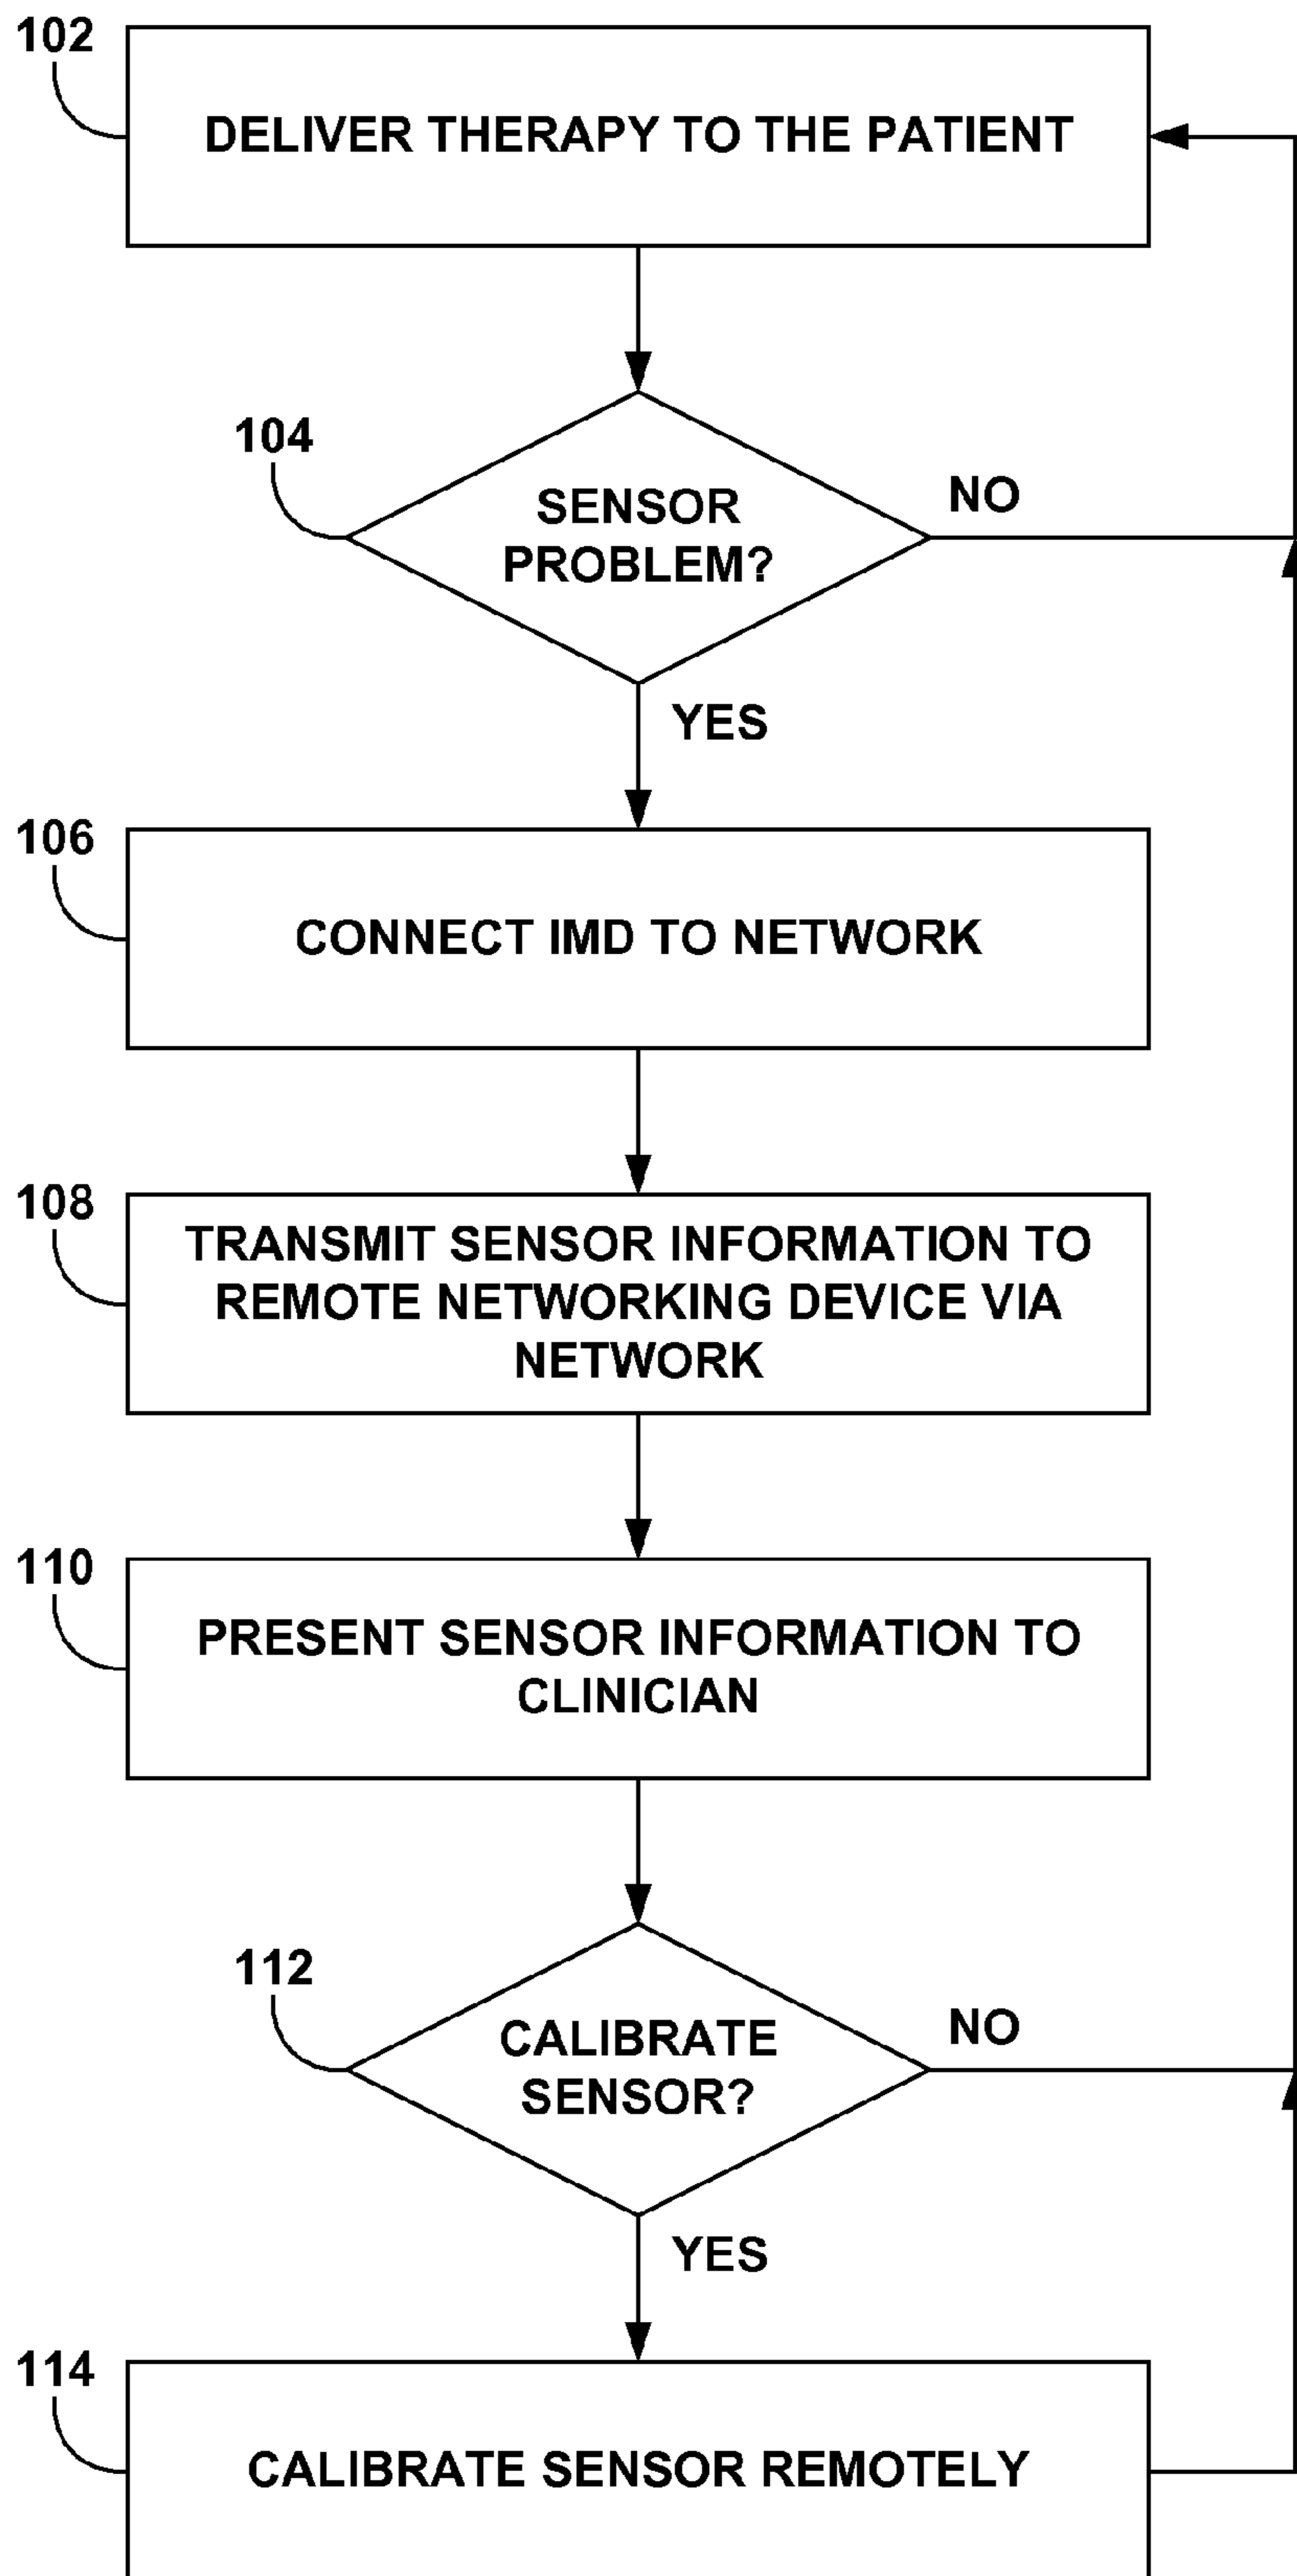 102
DELIVER THERAPY TO THE PATIENT
104
SENSOR
PROBLEM?
NO
YES
106
CONNECT IMD TO NETWORK
108
TRANSMIT SENSOR INFORMATION TO
REMOTE NETWORKING DEVICE VIA
NETWORK
110
PRESENT SENSOR INFORMATION TO
CLINICIAN
112
CALIBRATE
SENSOR?
NO
YES
114
CALIBRATE SENSOR REMOTELY